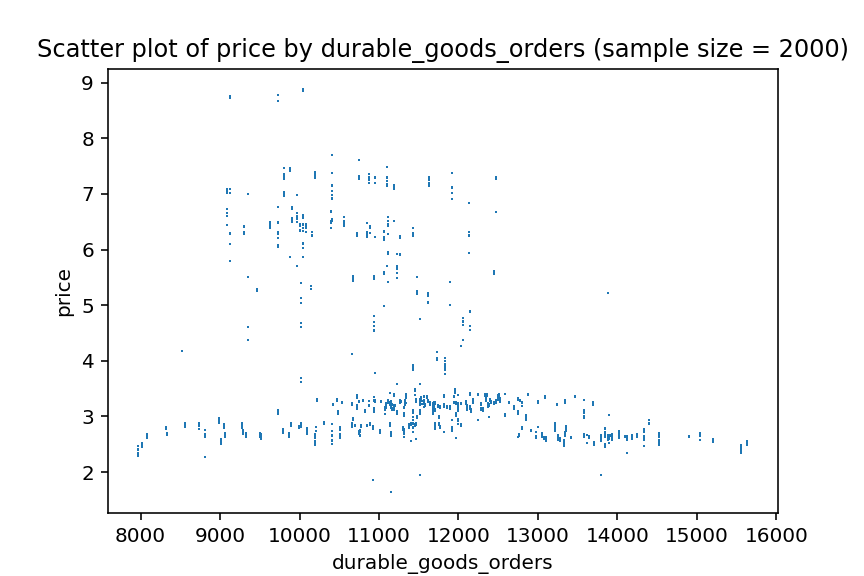 Scatter plot of price by durable_goods_orders (sample size = 2000)
9
8
7
6
5
4
3
2
price
8000 9000 10000 11000 12000 13000 14000 15000 16000
durable_goods_orders